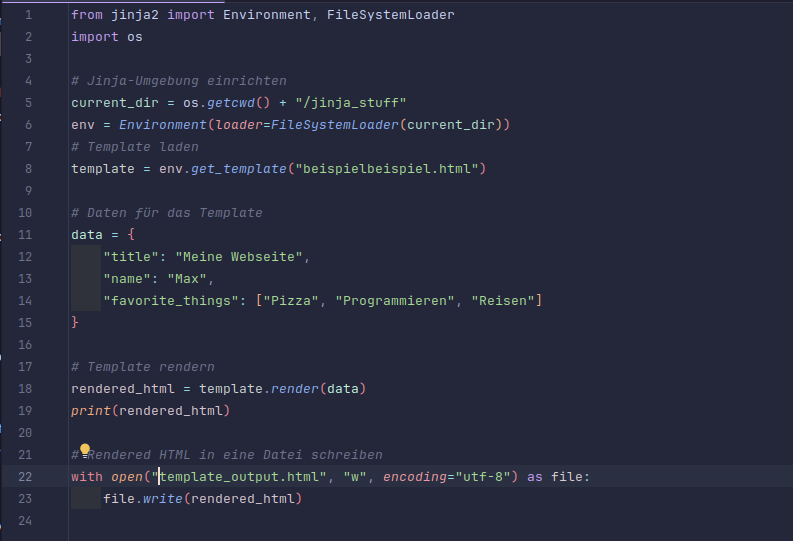 1 from jinja2 import Environment, FileSystemLoader
2 import os
3
4 # Jinja-Umgebung einrichten
5 current_dir = os.getcwd() + "/jinja_stuff"
6 env = Environment(loader=FileSystemLoader(current_dir))
7 # Template laden
8 template = env.get_template("beispielbeispiel.html")
9
10 # Daten für das Template
11 data = {
12     "title": "Meine Webseite",
13     "name": "Max",
14     "favorite_things": ["Pizza", "Programmieren", "Reisen"]
15 }
16
17 # Template rendern
18 rendered_html = template.render(data)
19 print(rendered_html)
20
21 # Rendered HTML in eine Datei schreiben
22 with open("template_output.html", "w", encoding="utf-8") as file:
23     file.write(rendered_html)
24